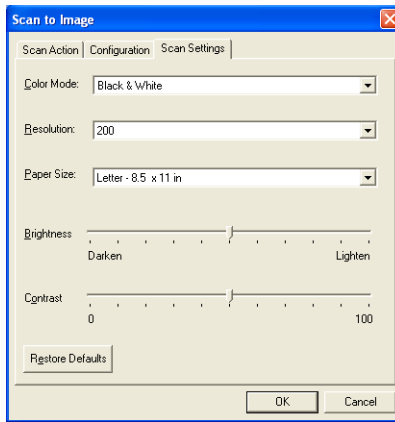 Scan to Image
Scan Action Configuration Scan Settings
Color Mode: Black & White
Resolution: 200
Paper Size: Letter - 8.5 x 11 in
Brightness
Darken Lighten
Contrast
0 100
Restore Defaults
OK Cancel